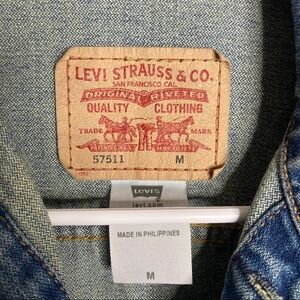 LEVI STRAUSS & CO.
SAN FRANCISCO CAL.
ORIGINAL RIVETED
QUALITY CLOTHING
TRADE MARK
57511 M
LEVI'S
levi.com
MADE IN PHILIPPINES
M